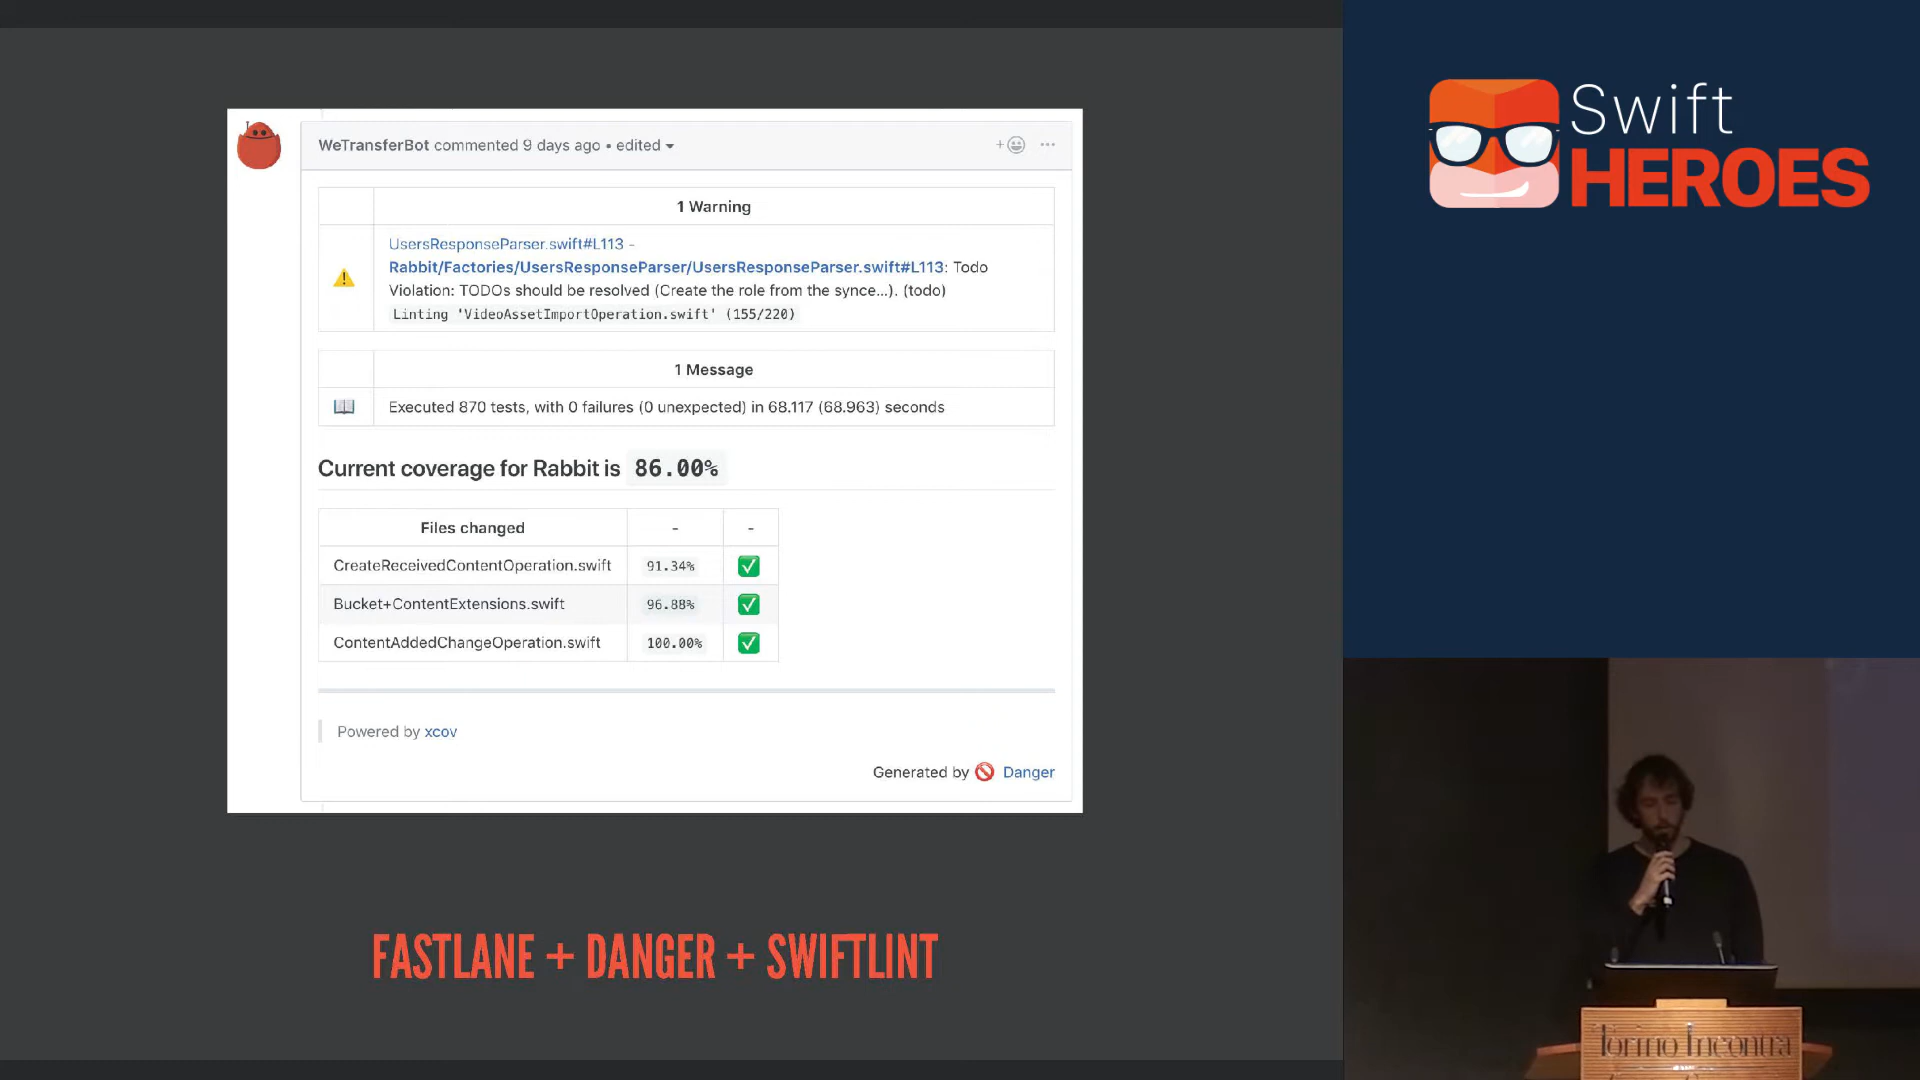 WeTransferBot commented 9 days ago • edited
1 Warning
UsersResponseParser.swift#L113 -
Rabbit/Factories/UsersResponseParser/UsersResponseParser.swift#L113: Todo
Violation: TODOs should be resolved (Create the role from the synce...). (todo)
Linting 'VideoAssetImportOperation.swift' (155/220)
1 Message
Executed 870 tests, with 0 failures (0 unexpected) in 68.117 (68.963) seconds
Current coverage for Rabbit is 86.00%
Files changed - -
CreateReceivedContentOperation.swift 91.34%
Bucket+ContentExtensions.swift 96.88%
ContentAddedChangeOperation.swift 100.00%
Powered by xcov
Generated by 🚫 Danger
FASTLANE + DANGER + SWIFTLINT
Swift
HEROES
Torino Incontra